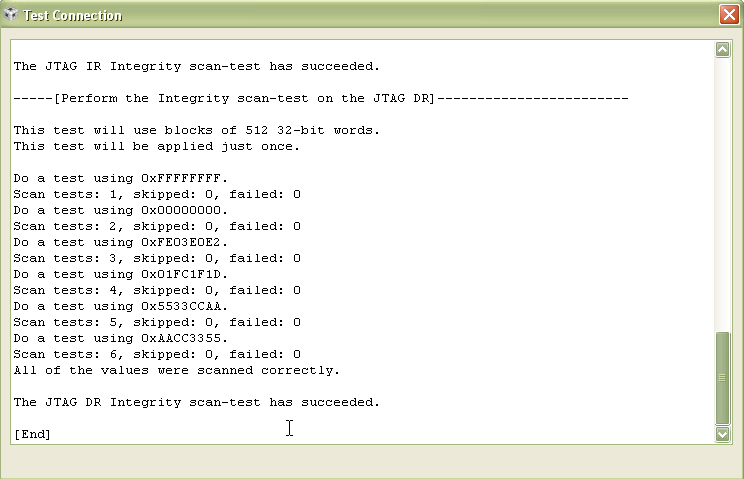 Test Connection
The JTAG IR Integrity scan-test has succeeded.
-----[Perform the Integrity scan-test on the JTAG DR]------------------------
This test will use blocks of 512 32-bit words.
This test will be applied just once.
Do a test using 0xFFFFFFFF.
Scan tests: 1, skipped: 0, failed: 0
Do a test using 0x00000000.
Scan tests: 2, skipped: 0, failed: 0
Do a test using 0xFE03E0E2.
Scan tests: 3, skipped: 0, failed: 0
Do a test using 0x01FC1F1D.
Scan tests: 4, skipped: 0, failed: 0
Do a test using 0x5533CCAA.
Scan tests: 5, skipped: 0, failed: 0
Do a test using 0xAACC3355.
Scan tests: 6, skipped: 0, failed: 0
All of the values were scanned correctly.
The JTAG DR Integrity scan-test has succeeded.
[End]